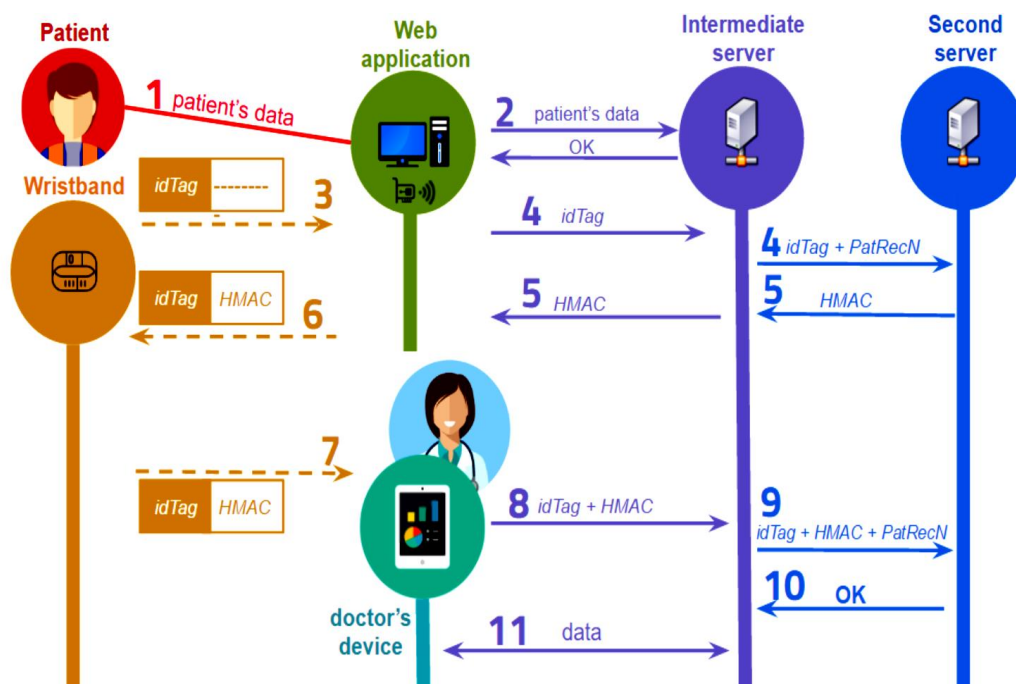 Patient
Web
application
Intermediate
server
Second
server
1 patient's data
2 patient's data
OK
Wristband
idTag --------
3
4 idTag
4 idTag + PatRecN
idTag HMAC
6
5 HMAC
5
HMAC
7
idTag HMAC
8 idTag + HMAC
9
idTag + HMAC + PatRecN
10 OK
doctor's
device
11 data